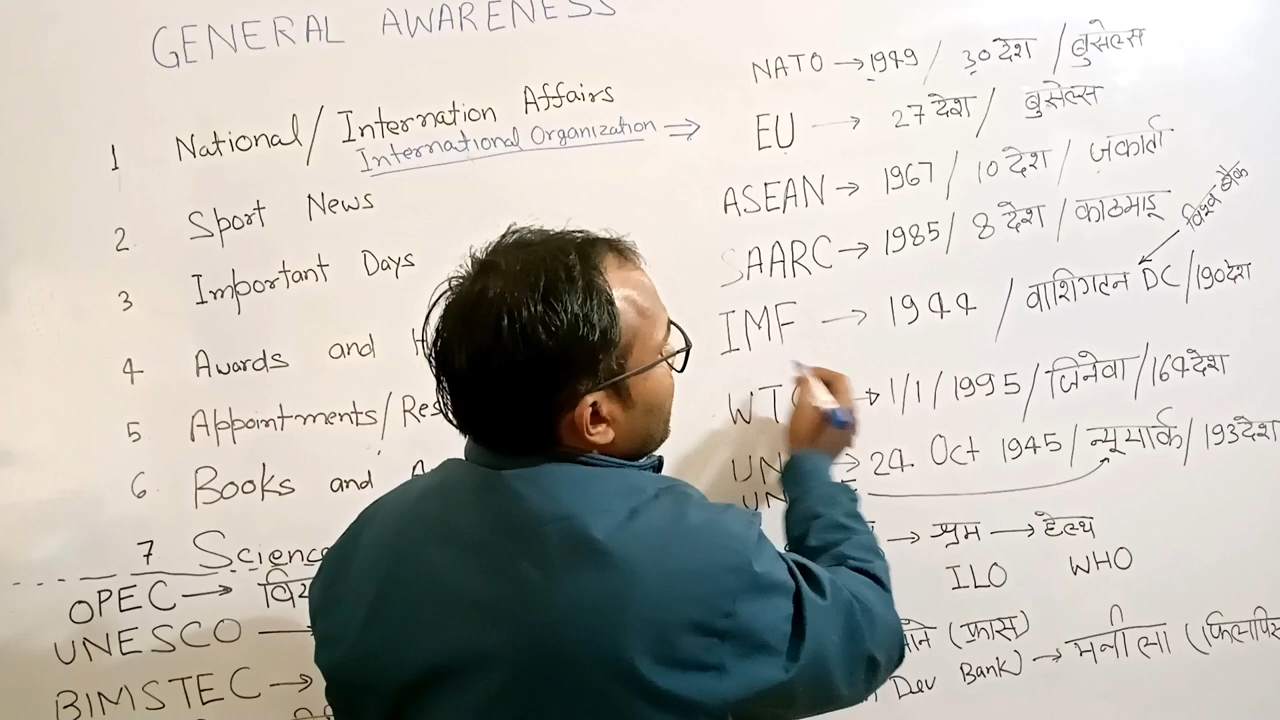 GENERAL AWARENESS
1 National/Internation Affairs
International Organization ⇒
2 Sport News
3 Important Days
4 Awards and
5 Appointments/Res
6 Books and
7 Science
OPEC →
UNESCO
BIMSTEC →
NATO → 1949 / 30 देश / बुसेल्स
EU → 27 देश / बुसेल्स
ASEAN → 1967 / 10 देश / ज़कार्ता
SAARC → 1985 / 8 देश / काठमाडू
विश्व बैंक
IMF → 1944 / वाशिगटन DC / 190 देश
WTO → 1/1/1995 / जिनेवा / 164 देश
UN → 24 Oct 1945 / न्यूयार्क / 193 देश
UN
→ श्रम → हेल्थ
ILO WHO
(फ्रांस)
Dev Bank) → मनीला (फिलिपिंस